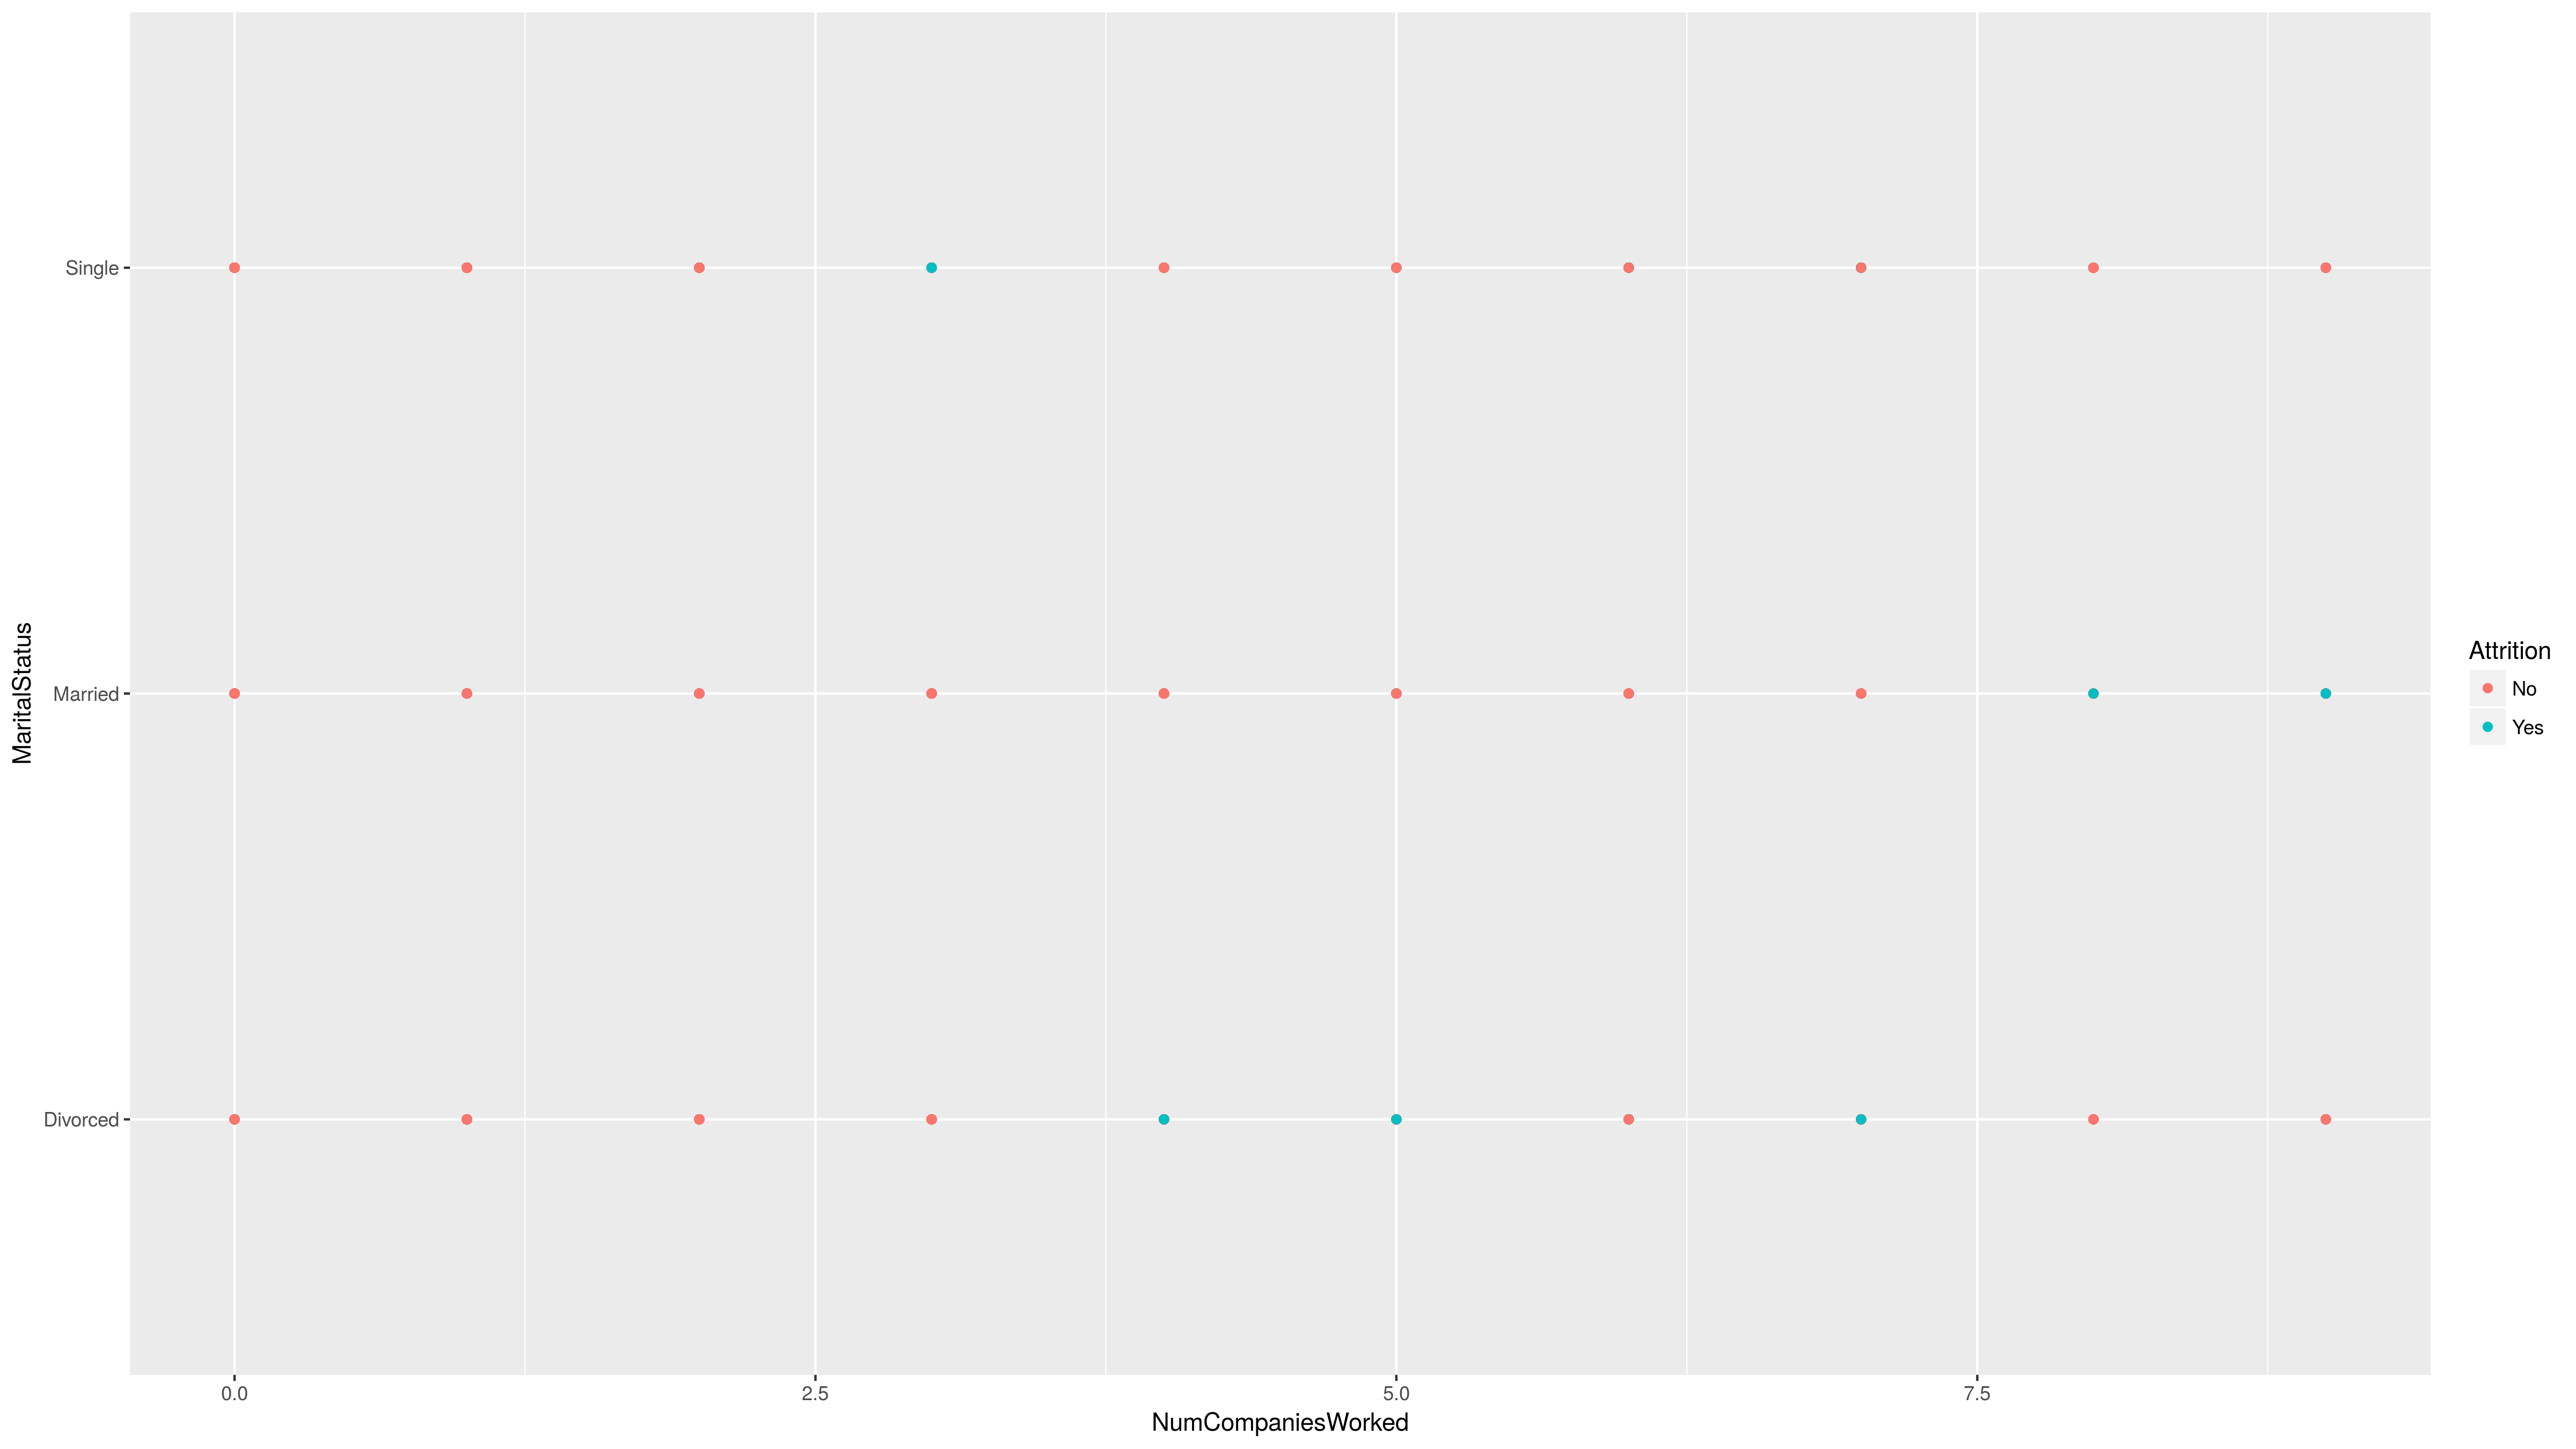 MaritalStatus
Single
Married
Divorced
0.0
2.5
5.0
7.5
NumCompaniesWorked
Attrition
No
Yes